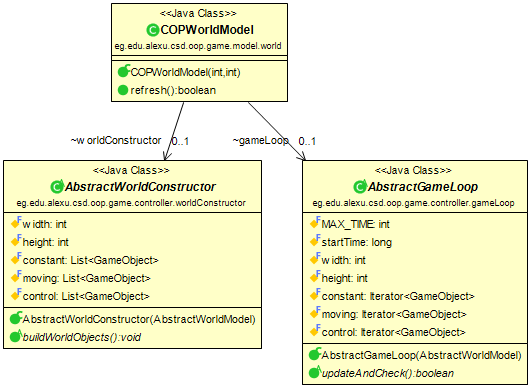 <<Java Class>>
COPWorldModel
eg.edu.alexu.csd.oop.game.model.world
COPWorldModel(int,int)
refresh():boolean
~worldConstructor 0..1
~gameLoop 0..1
<<Java Class>>
AbstractWorldConstructor
eg.edu.alexu.csd.oop.game.controller.worldConstructor
width: int
height: int
constant: List<GameObject>
moving: List<GameObject>
control: List<GameObject>
AbstractWorldConstructor(AbstractWorldModel)
buildWorldObjects():void
<<Java Class>>
AbstractGameLoop
eg.edu.alexu.csd.oop.game.controller.gameLoop
MAX_TIME: int
startTime: long
width: int
height: int
constant: Iterator<GameObject>
moving: Iterator<GameObject>
control: Iterator<GameObject>
AbstractGameLoop(AbstractWorldModel)
updateAndCheck():boolean